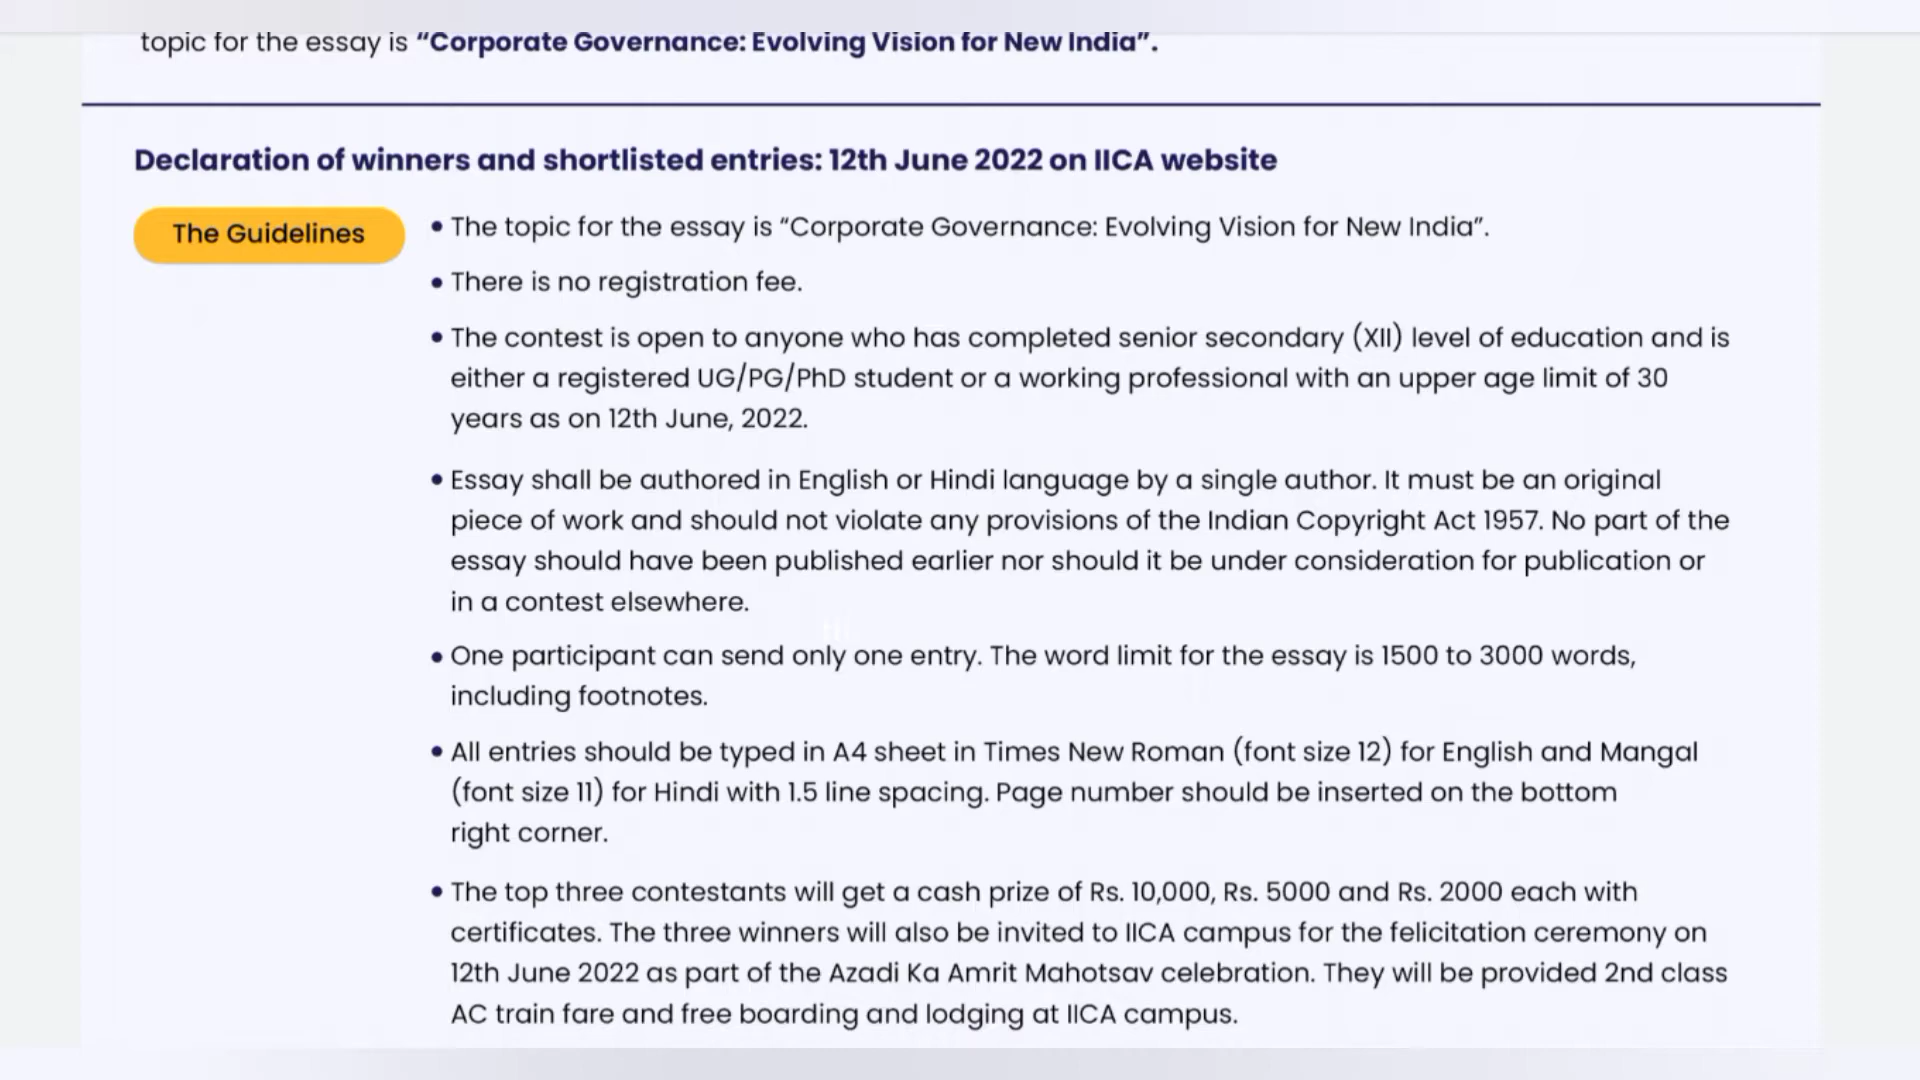 topic for the essay is “Corporate Governance: Evolving Vision for New India”.
Declaration of winners and shortlisted entries: 12th June 2022 on IICA website
The Guidelines
• The topic for the essay is “Corporate Governance: Evolving Vision for New India”.
• There is no registration fee.
• The contest is open to anyone who has completed senior secondary (XII) level of education and is
either a registered UG/PG/PhD student or a working professional with an upper age limit of 30
years as on 12th June, 2022.
• Essay shall be authored in English or Hindi language by a single author. It must be an original
piece of work and should not violate any provisions of the Indian Copyright Act 1957. No part of the
essay should have been published earlier nor should it be under consideration for publication or
in a contest elsewhere.
• One participant can send only one entry. The word limit for the essay is 1500 to 3000 words,
including footnotes.
• All entries should be typed in A4 sheet in Times New Roman (font size 12) for English and Mangal
(font size 11) for Hindi with 1.5 line spacing. Page number should be inserted on the bottom
right corner.
• The top three contestants will get a cash prize of Rs. 10,000, Rs. 5000 and Rs. 2000 each with
certificates. The three winners will also be invited to IICA campus for the felicitation ceremony on
12th June 2022 as part of the Azadi Ka Amrit Mahotsav celebration. They will be provided 2nd class
AC train fare and free boarding and lodging at IICA campus.